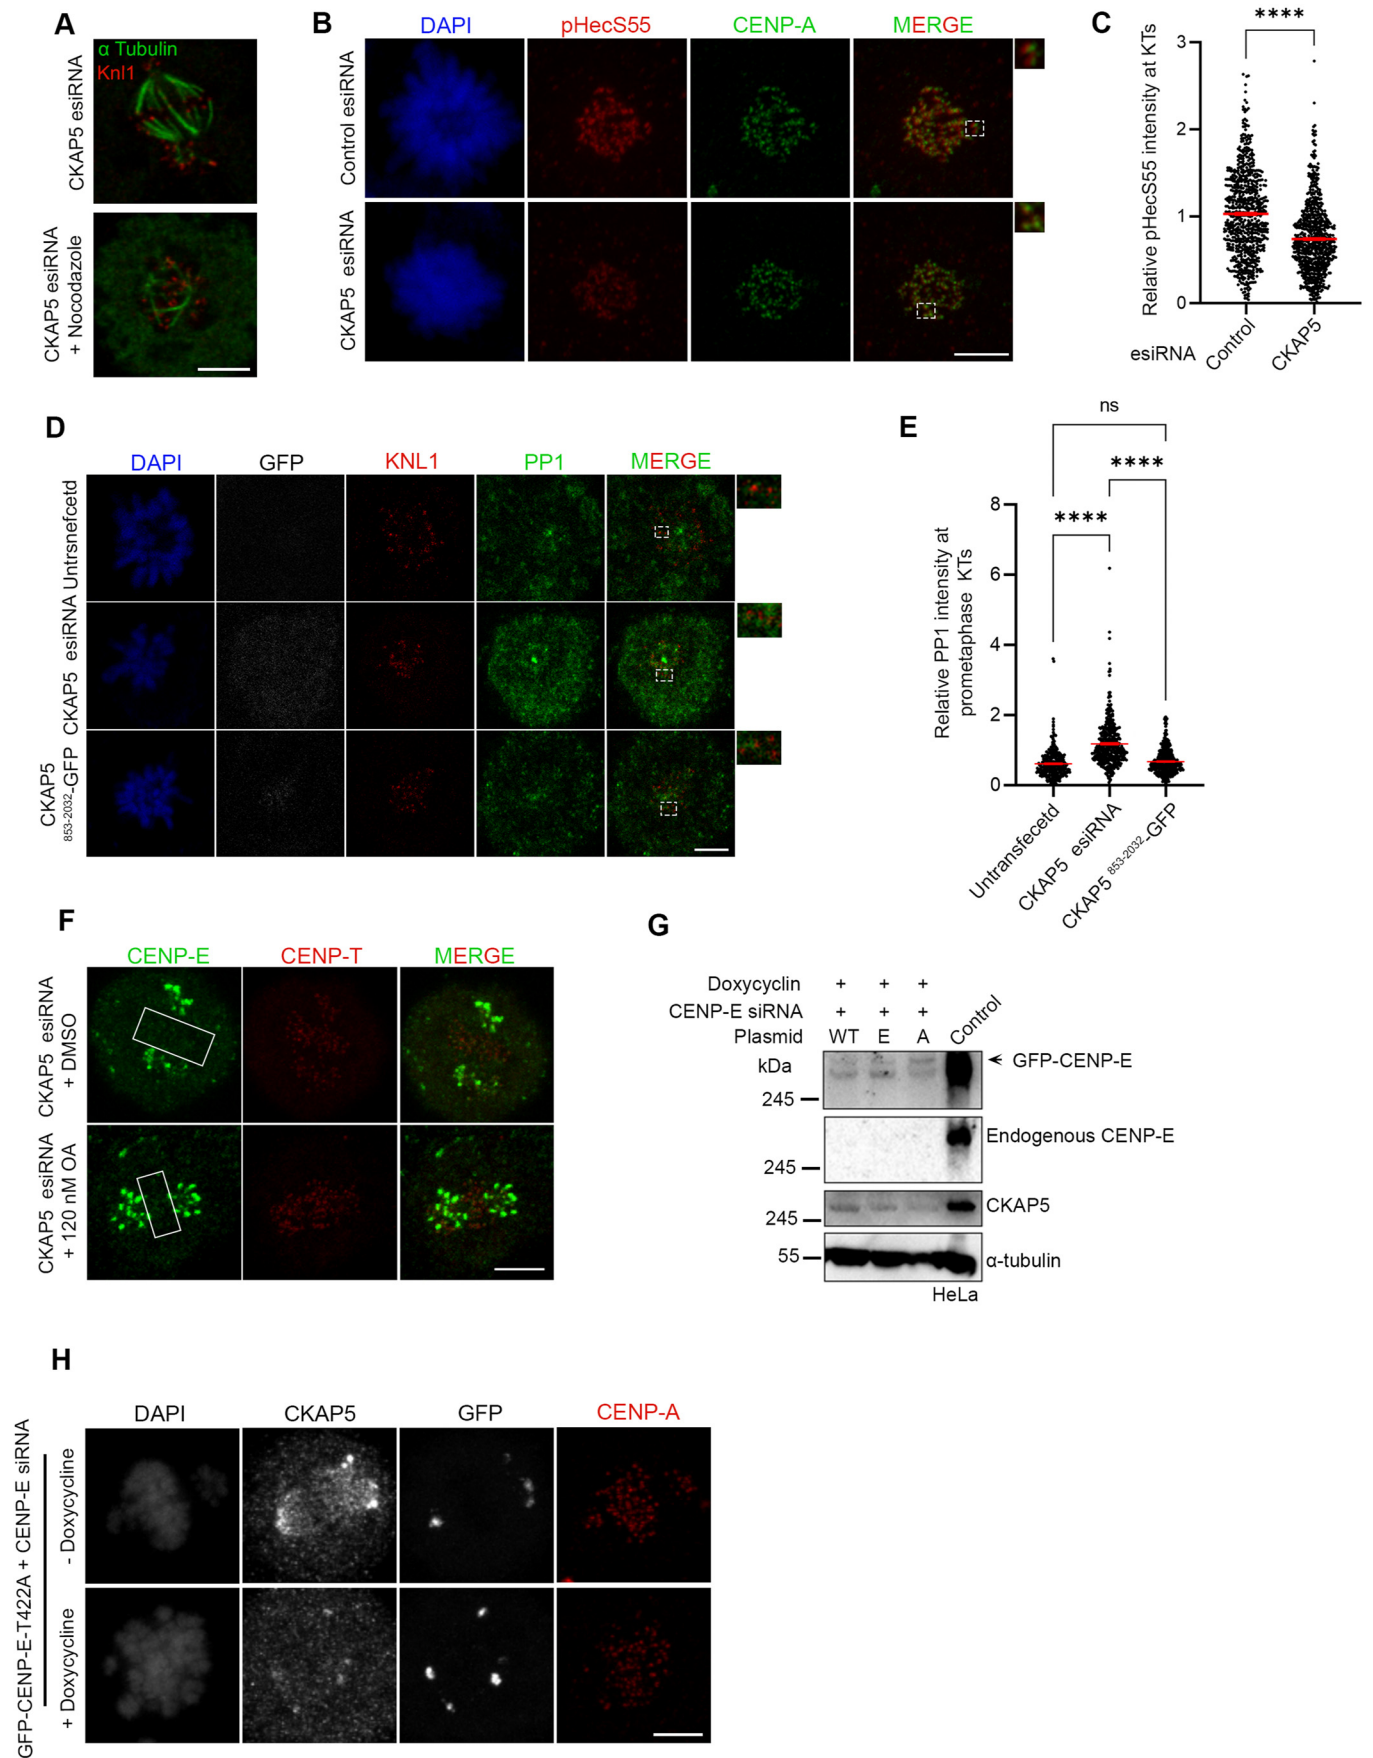 A
α Tubulin
Knl1
CKAP5 esiRNA
CKAP5 esiRNA
+ Nocodazole
B
DAPI
pHecS55
CENP-A
MERGE
Control esiRNA
CKAP5 esiRNA
C
****
Relative pHecS55 intensity at KTs
3
2
1
0
esiRNA
Control
CKAP5
D
DAPI
GFP
KNL1
PP1
MERGE
Untrsnefcetd
CKAP5 esiRNA
CKAP5
853-2032-GFP
E
ns
****
****
Relative PP1 intensity at
prometaphase KTs
8
6
4
2
0
Untransfecetd
CKAP5 esiRNA
CKAP5 853-2032-GFP
F
CENP-E
CENP-T
MERGE
CKAP5 esiRNA
+ DMSO
CKAP5 esiRNA
+ 120 nM OA
G
Doxycyclin + + +
CENP-E siRNA + + +
Plasmid WT E A Control
kDa
GFP-CENP-E
245
Endogenous CENP-E
245
CKAP5
245
55
α-tubulin
HeLa
H
DAPI
CKAP5
GFP
CENP-A
GFP-CENP-E-T422A + CENP-E siRNA
- Doxycycline
+ Doxycycline